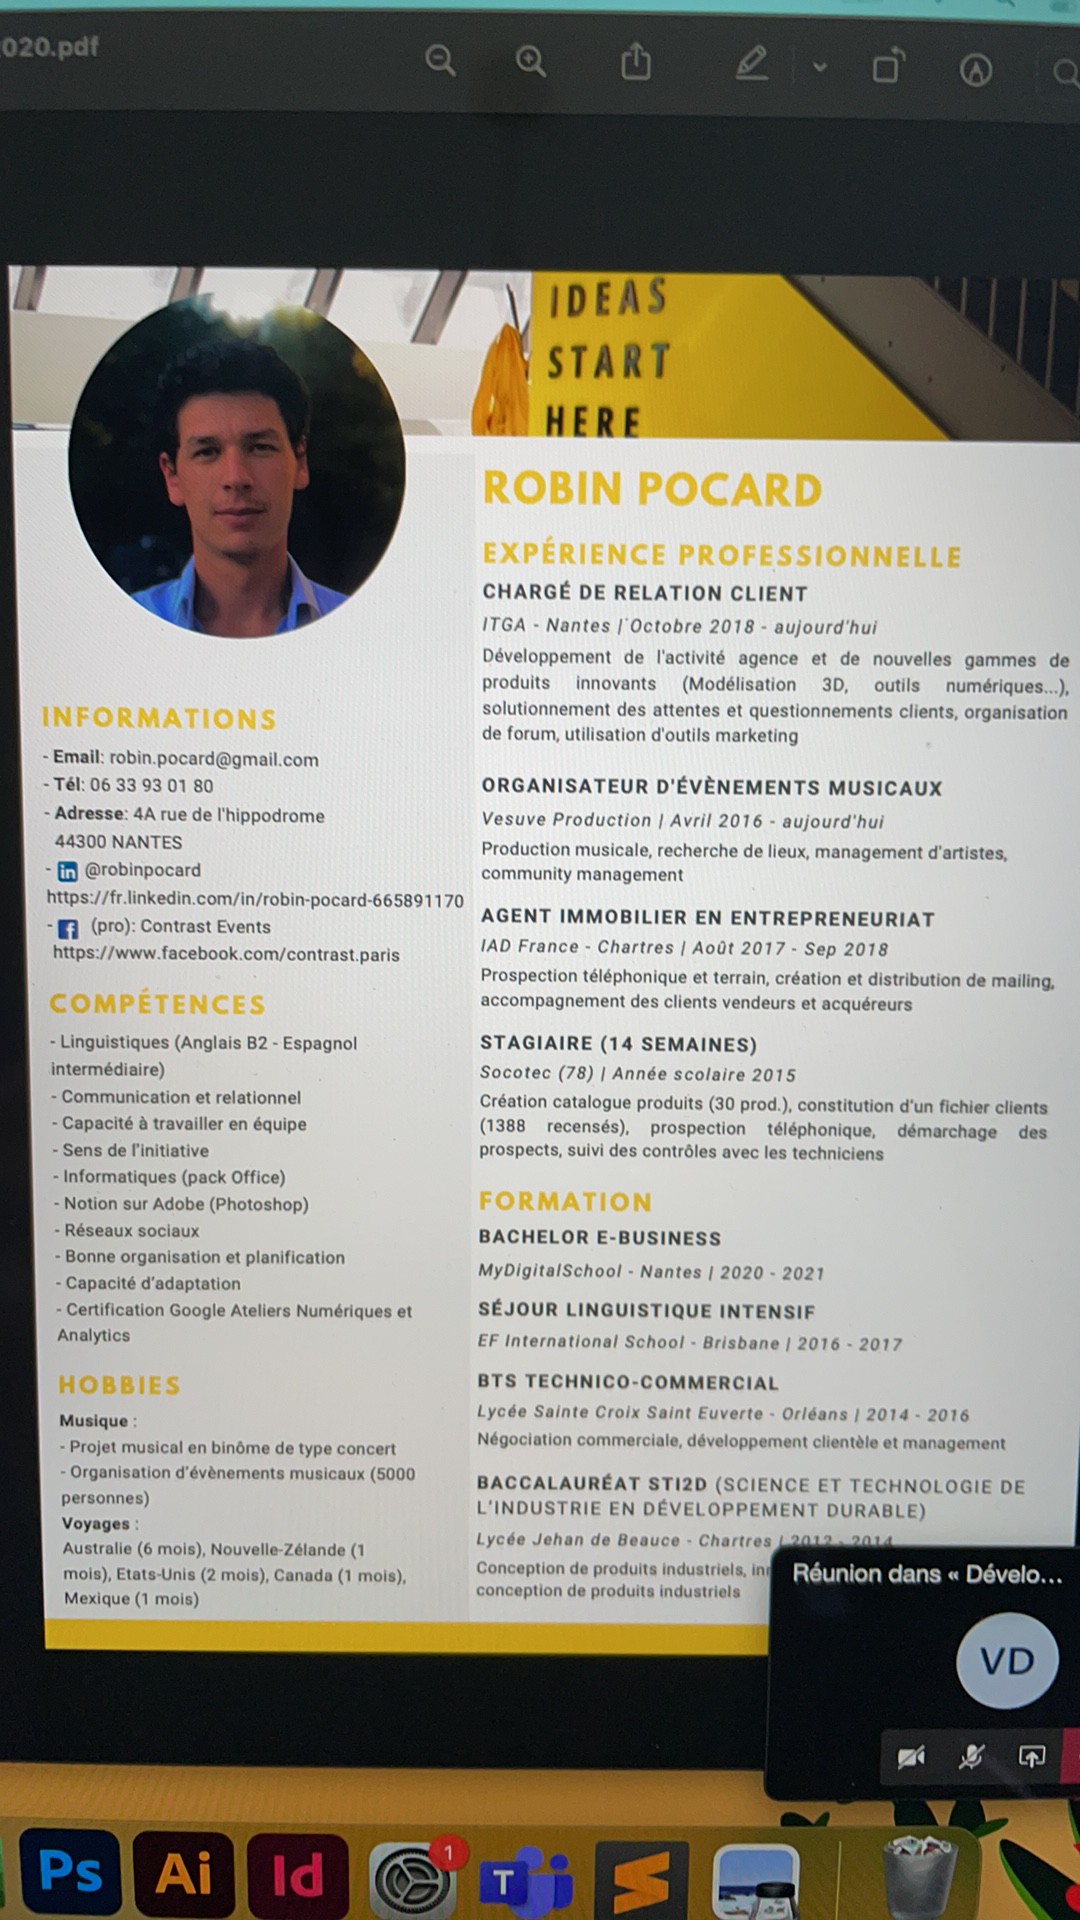 020.pdf
IDEAS
START
HERE
ROBIN POCARD
EXPÉRIENCE PROFESSIONNELLE
CHARGÉ DE RELATION CLIENT
ITGA - Nantes | Octobre 2018 - aujourd'hui
Développement de l'activité agence et de nouvelles gammes de
produits innovants (Modélisation 3D, outils numériques...),
solutionnement des attentes et questionnements clients, organisation
de forum, utilisation d'outils marketing
ORGANISATEUR D'ÉVÈNEMENTS MUSICAUX
Vesuve Production | Avril 2016 - aujourd'hui
Production musicale, recherche de lieux, management d'artistes,
community management
AGENT IMMOBILIER EN ENTREPRENEURIAT
IAD France - Chartres | Août 2017 - Sep 2018
Prospection téléphonique et terrain, création et distribution de mailing,
accompagnement des clients vendeurs et acquéreurs
STAGIAIRE (14 SEMAINES)
Socotec (78) | Année scolaire 2015
Création catalogue produits (30 prod.), constitution d'un fichier clients
(1388 recensés), prospection téléphonique, démarchage des
prospects, suivi des contrôles avec les techniciens
FORMATION
BACHELOR E-BUSINESS
MyDigitalSchool - Nantes | 2020 - 2021
SÉJOUR LINGUISTIQUE INTENSIF
EF International School - Brisbane | 2016 - 2017
BTS TECHNICO-COMMERCIAL
Lycée Sainte Croix Saint Euverte - Orléans | 2014 - 2016
Négociation commerciale, développement clientèle et management
BACCALAURÉAT STI2D (SCIENCE ET TECHNOLOGIE DE
L'INDUSTRIE EN DÉVELOPPEMENT DURABLE)
Lycée Jehan de Beauce - Chartres | 2012 - 2014
Conception de produits industriels,
conception de produits industriels
INFORMATIONS
- Email: robin.pocard@gmail.com
- Tél: 06 33 93 01 80
- Adresse: 4A rue de l'hippodrome
44300 NANTES
- in @robinpocard
https://fr.linkedin.com/in/robin-pocard-665891170
- f (pro): Contrast Events
https://www.facebook.com/contrast.paris
COMPÉTENCES
- Linguistiques (Anglais B2 - Espagnol
intermédiaire)
- Communication et relationnel
- Capacité à travailler en équipe
- Sens de l'initiative
- Informatiques (pack Office)
- Notion sur Adobe (Photoshop)
- Réseaux sociaux
- Bonne organisation et planification
- Capacité d'adaptation
- Certification Google Ateliers Numériques et
Analytics
HOBBIES
Musique :
- Projet musical en binôme de type concert
- Organisation d'évènements musicaux (5000
personnes)
Voyages :
Australie (6 mois), Nouvelle-Zélande (1
mois), Etats-Unis (2 mois), Canada (1 mois),
Mexique (1 mois)
Réunion dans « Dévelo...
VD
Ps
Ai
Id
1
T